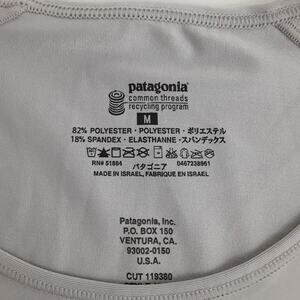 patagonia
common threads
recycling program
M
82% POLYESTER · POLYESTER · ポリエステル
18% SPANDEX · ELASTHANNE · スパンデックス
RN# 51884 パタゴニア 0467238961
MADE IN ISRAEL, FABRIQUE EN ISRAEL
Patagonia, Inc.
P.O. BOX 150
VENTURA, CA.
93002-0150
U.S.A.
CUT 119380